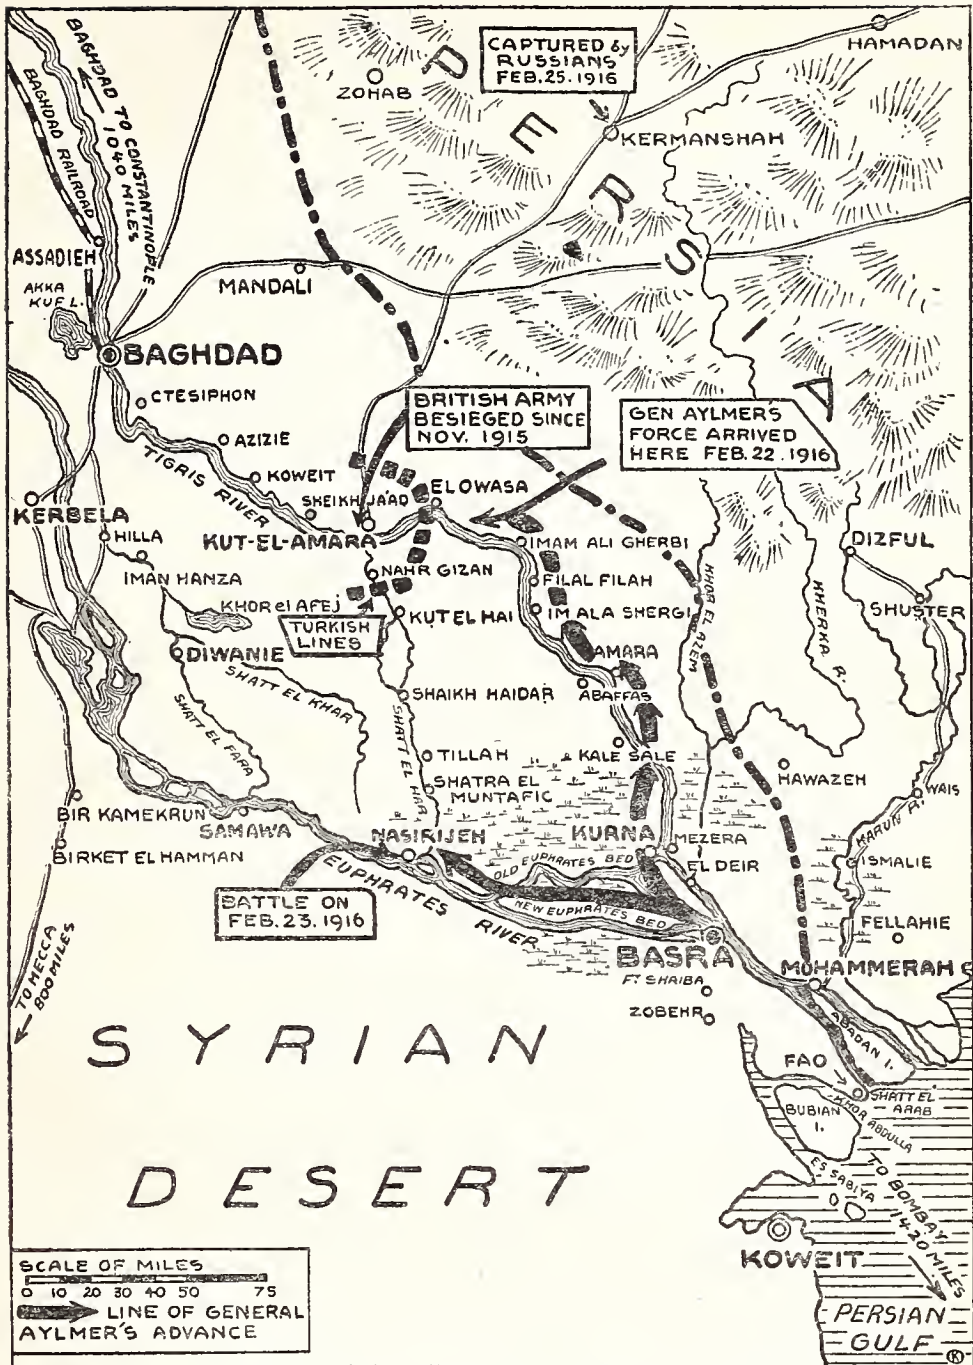 BAGHDAD TO CONSTANTINOPLE
1040 MILES
BAGHDAD RAILROAD
ZOHAB
CAPTURED by
RUSSIANS
FEB. 25. 1916
HAMADAN
KERMANSHAH
PERSIA
ASSADIEH
AKKA
KUF L.
MANDALI
BAGHDAD
CTESIPHON
AZIZIE
KOWEIT
TIGRIS RIVER
BRITISH ARMY
BESIEGED SINCE
NOV. 1915
GEN AYLMERS
FORCE ARRIVED
HERE FEB. 22. 1916
SHEIKH JA'AD
ELOWASA
KERBELA
HILLA
KUT-EL-AMARA
IMAM ALI GHERBI
DIZFUL
IMAN HANZA
NAHR GIZAN
FILAL FILAH
KHOR el AFEJ
KUT EL HAI
IM ALA SHERGI
KHOR EL AZEM
KHERKA R.
SHUSTER
TURKISH
LINES
DIWANIE
AMARA
SHATT EL KHAR
SHATT EL FARA
SHAIKH HAIDAR
ABAFFAS
SHATT EL HAR
TILLAH
KALE SALE
SHATRA EL
MUNTAFIC
HAWAZEH
WAIS
KARUN R.
BIR KAMEKRUN
SAMAWA
NASIRIJEH
KURNA
MEZERA
BIRKET EL HAMMAN
EL DEIR
ISMALIE
OLD EUPHRATES BED
NEW EUPHRATES BED
EUPHRATES RIVER
BATTLE ON
FEB. 23. 1916
FELLAHIE
BASRA
MOHAMMERAH
FT SHAIBA
ZOBEHR
TO MECCA
800 MILES
SYRIAN
DESERT
ABADAN I.
FAO
SHATT EL
ARAB
BUBIAN
I.
KHOR ABDULLA
ES SABIYA
TO BOMBAY
1420 MILES
KOWEIT
PERSIAN
GULF
K
SCALE OF MILES
0 10 20 30 40 50 75
LINE OF GENERAL
AYLMER'S ADVANCE